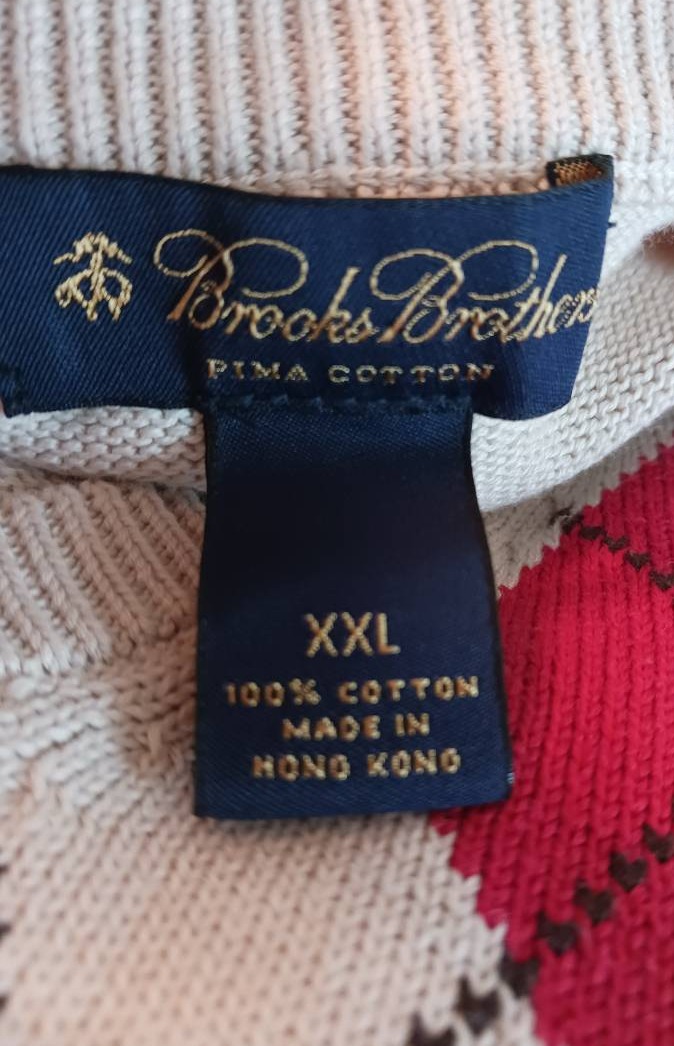 Brooks Brothers
PIMA COTTON
XXL
100% COTTON
MADE IN
HONG KONG